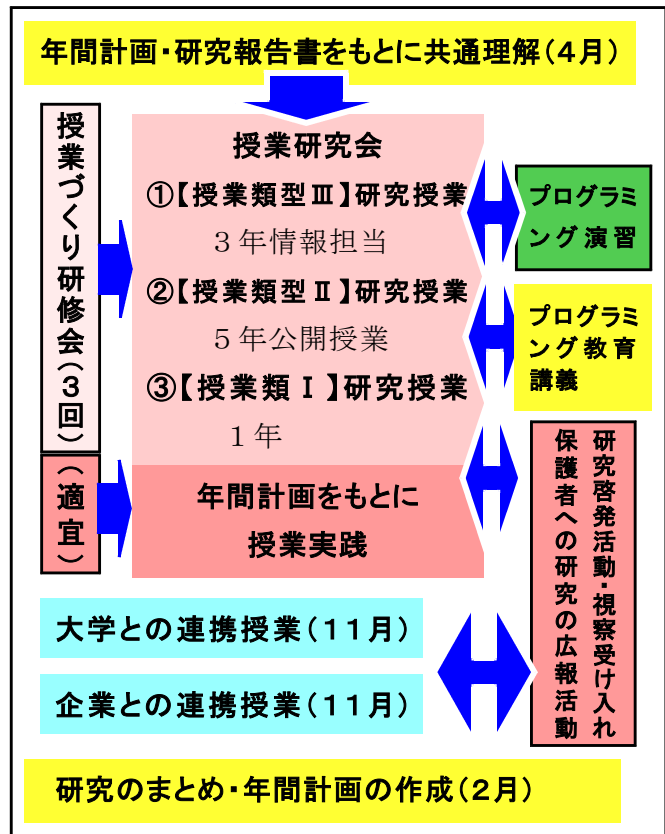 年間計画・研究報告書をもとに共通理解(4月)
授業づくり研修会(3回)
(適宜)
授業研究会
①【授業類型Ⅲ】研究授業
３年情報担当
②【授業類型Ⅱ】研究授業
５年公開授業
③【授業類Ⅰ】研究授業
１年
年間計画をもとに
授業実践
プログラミ
ング演習
プログラミ
ング教育
講義
研究啓発活動・視察受け入れ
保護者への研究の広報活動
大学との連携授業(11月)
企業との連携授業(11月)
研究のまとめ・年間計画の作成(2月)